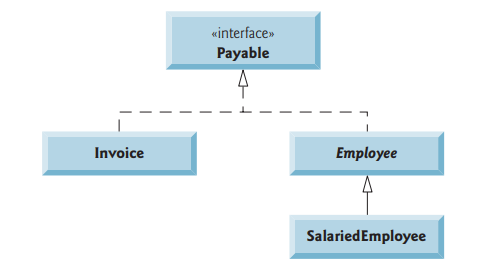 «interface»
Payable
Invoice
Employee
SalariedEmployee